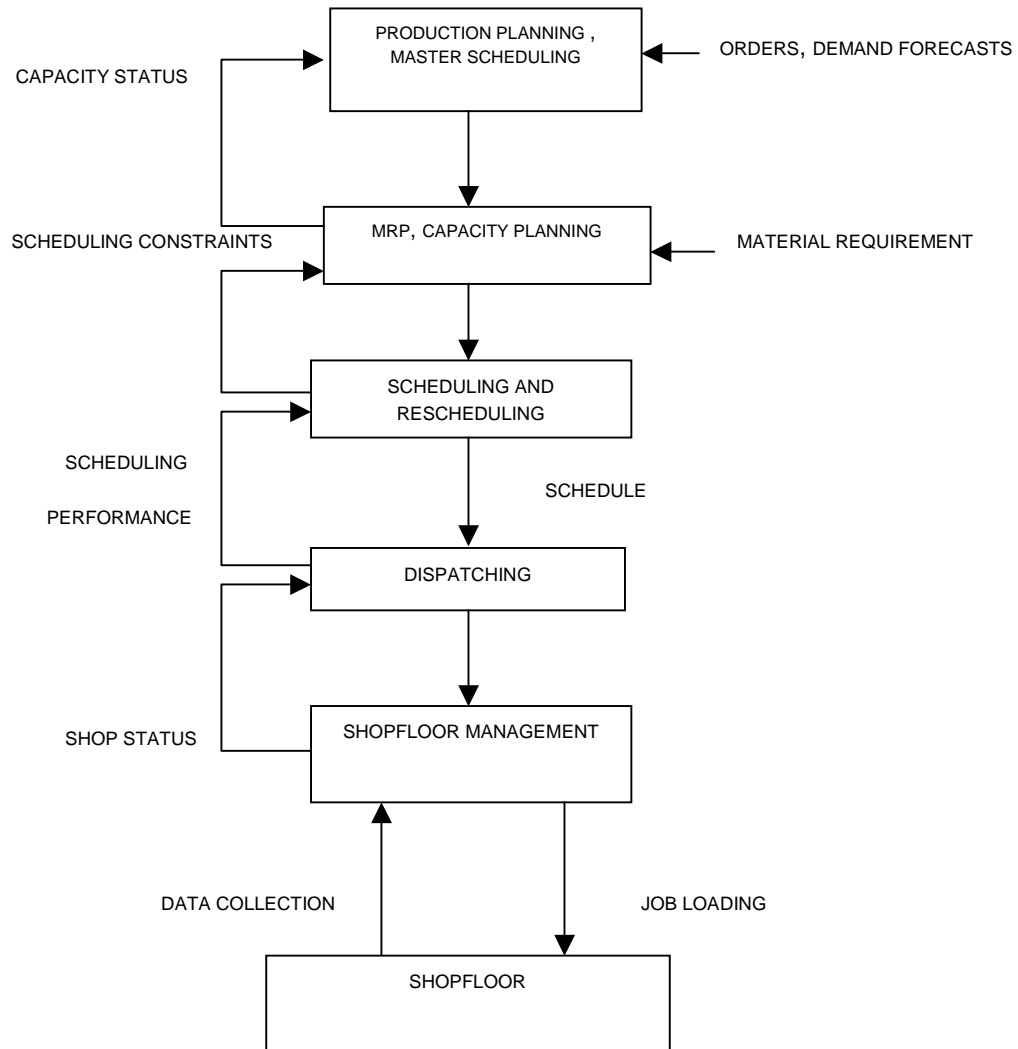 PRODUCTION PLANNING ,
MASTER SCHEDULING
ORDERS, DEMAND FORECASTS
CAPACITY STATUS
MRP, CAPACITY PLANNING
SCHEDULING CONSTRAINTS
MATERIAL REQUIREMENT
SCHEDULING AND
RESCHEDULING
SCHEDULING
PERFORMANCE
SCHEDULE
DISPATCHING
SHOPFLOOR MANAGEMENT
SHOP STATUS
DATA COLLECTION
JOB LOADING
SHOPFLOOR